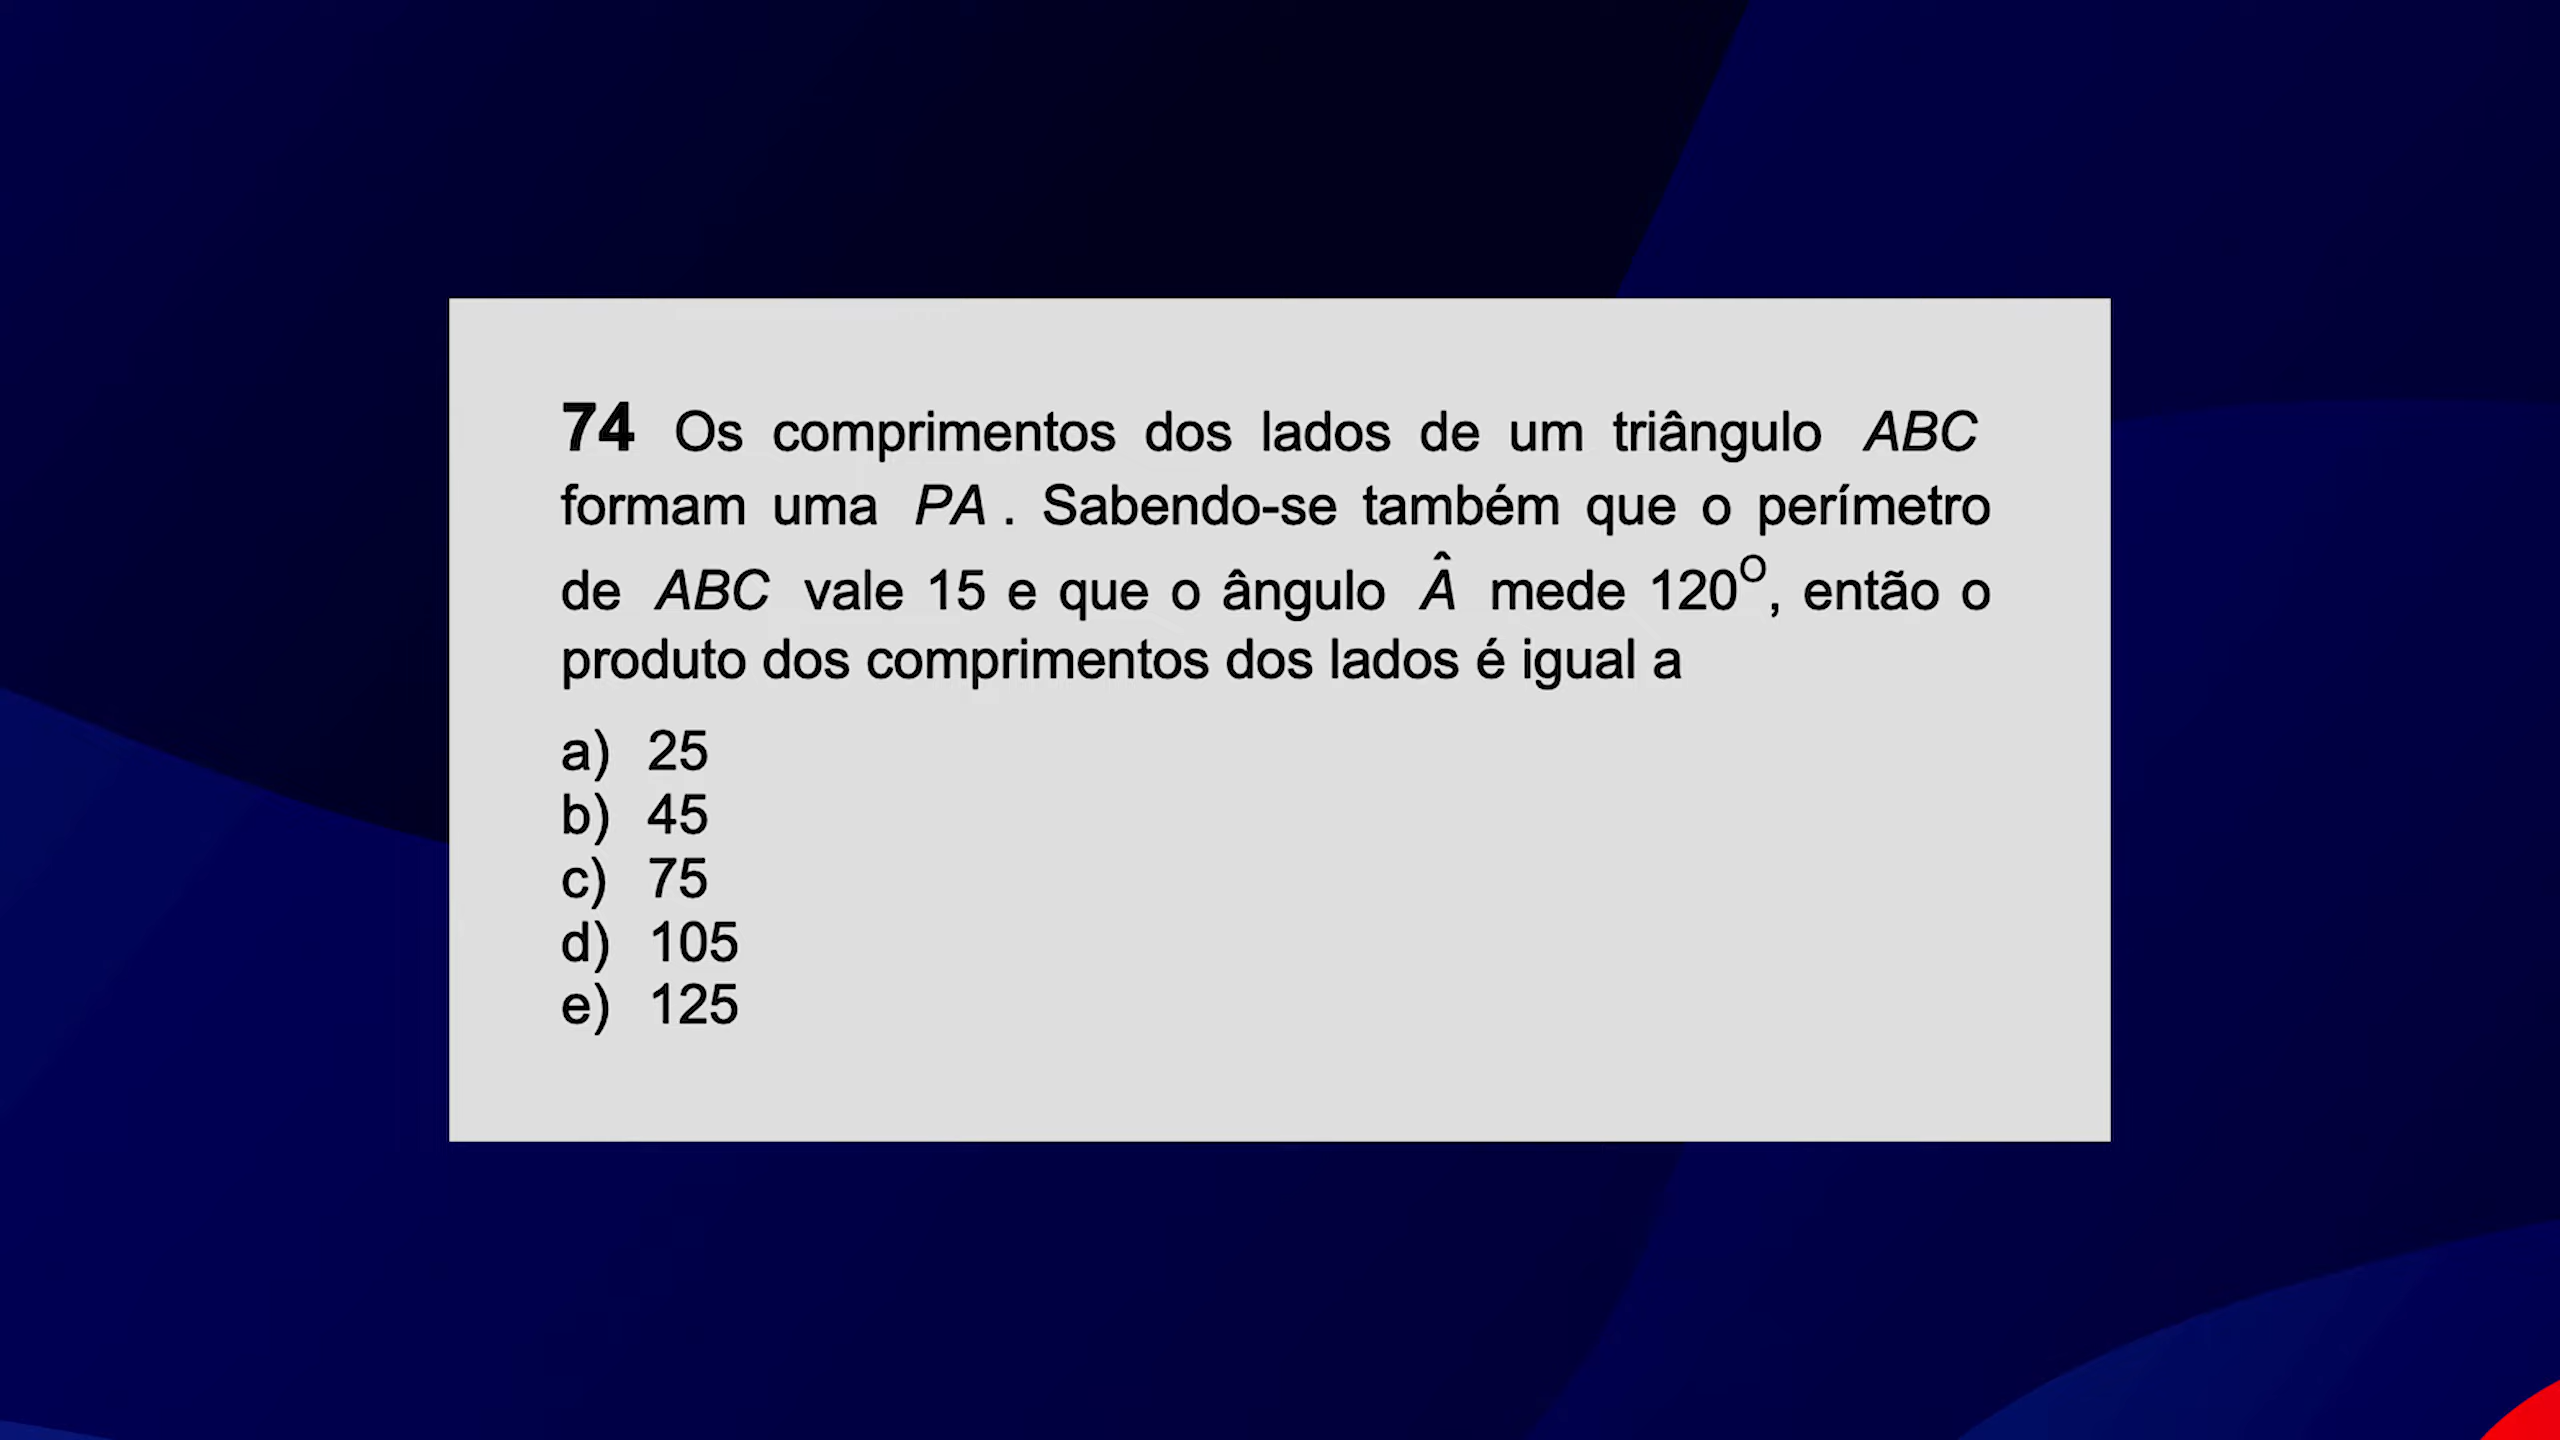 74 Os comprimentos dos lados de um triângulo ABC
formam uma PA . Sabendo-se também que o perímetro
de ABC vale 15 e que o ângulo Â mede 120°, então o
produto dos comprimentos dos lados é igual a
a) 25
b) 45
c) 75
d) 105
e) 125